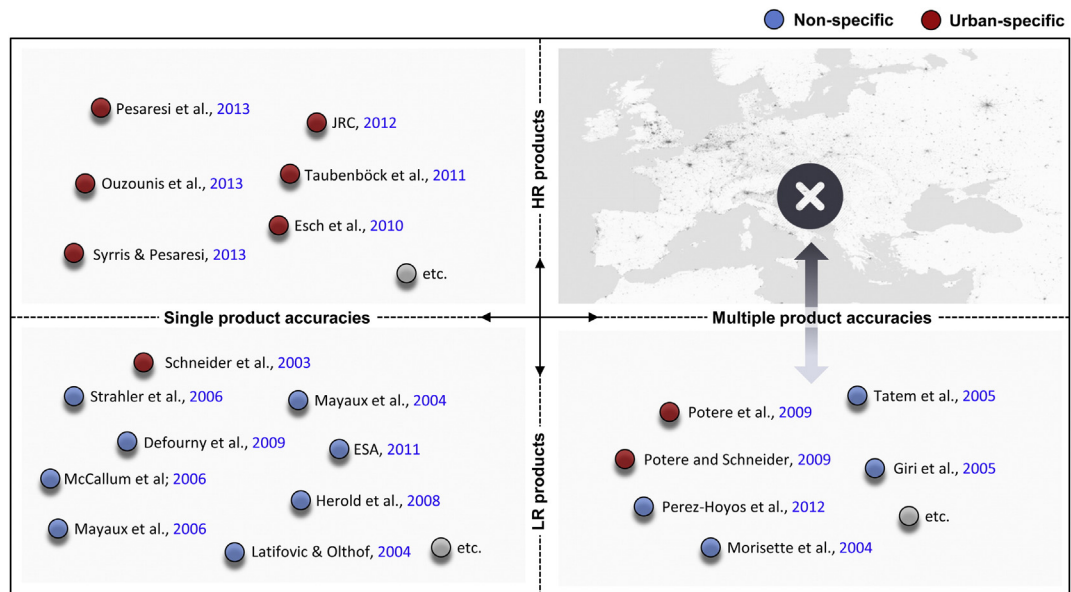 Non-specific
Urban-specific
Pesaresi et al., 2013
JRC, 2012
Ouzounis et al., 2013
Taubenböck et al., 2011
Esch et al., 2010
Syrris & Pesaresi, 2013
etc.
HR products
Single product accuracies
Multiple product accuracies
LR products
Schneider et al., 2003
Strahler et al., 2006
Mayaux et al., 2004
Defourny et al., 2009
ESA, 2011
McCallum et al; 2006
Herold et al., 2008
Mayaux et al., 2006
Latifovic & Olthof, 2004
etc.
Tatem et al., 2005
Potere et al., 2009
Potere and Schneider, 2009
Giri et al., 2005
Perez-Hoyos et al., 2012
etc.
Morisette et al., 2004